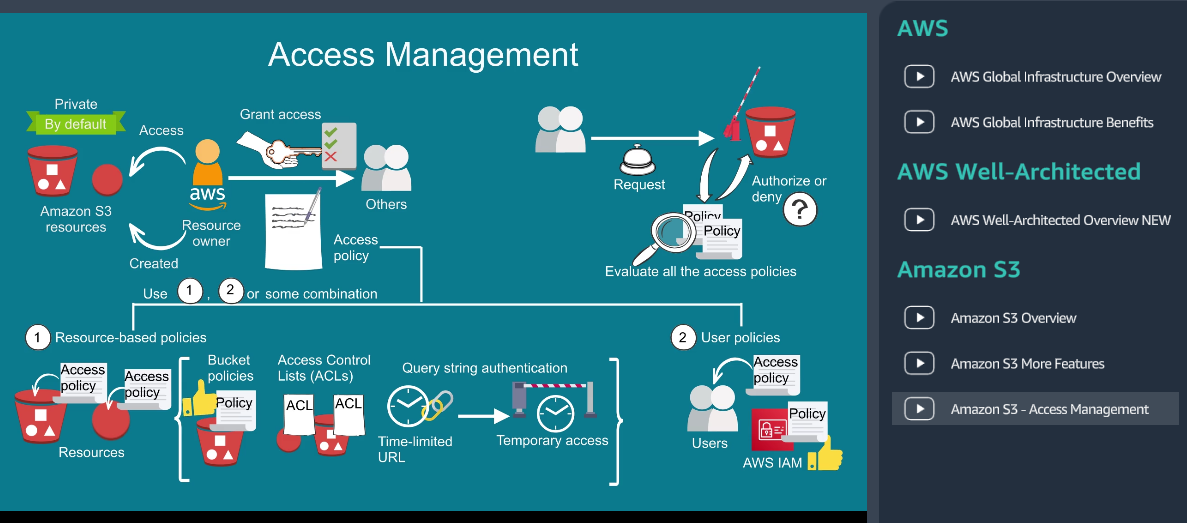 Access Management
Private
By default
Access
Amazon S3
resources
aws
Resource
owner
Created
Grant access
Others
Access
policy
Request
Authorize or
deny
?
Policy
Policy
Evaluate all the access policies
Use 1 , 2 or some combination
1 Resource-based policies
Access
policy
Access
policy
Resources
Bucket
policies
Policy
Access Control
Lists (ACLs)
ACL
ACL
Query string authentication
Time-limited
URL
Temporary access
2 User policies
Access
policy
Users
Policy
AWS IAM
AWS
AWS Global Infrastructure Overview
AWS Global Infrastructure Benefits
AWS Well-Architected
AWS Well-Architected Overview NEW
Amazon S3
Amazon S3 Overview
Amazon S3 More Features
Amazon S3 - Access Management